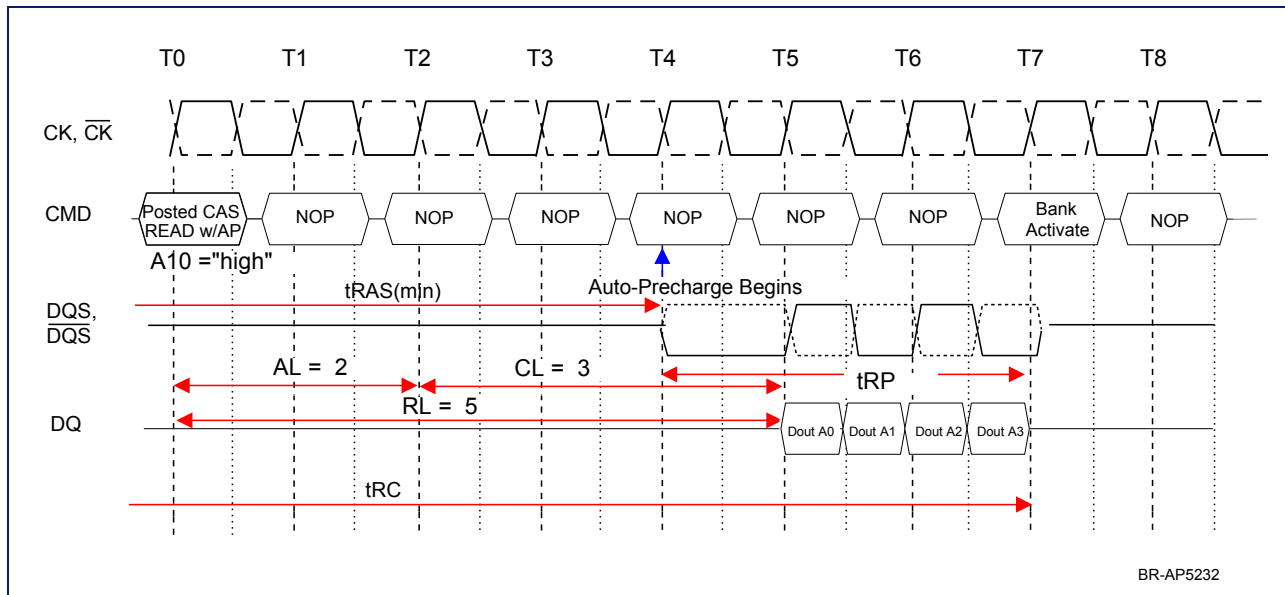 T0 T1 T2 T3 T4 T5 T6 T7 T8
CK, CK
CMD
Posted CAS
READ w/AP
NOP NOP NOP NOP NOP NOP
Bank
Activate
NOP
A10 ="high"
Auto-Precharge Begins
tRAS(min)
DQS,
DQS
AL = 2
CL = 3
tRP
RL = 5
DQ
Dout A0 Dout A1 Dout A2 Dout A3
tRC
BR-AP5232